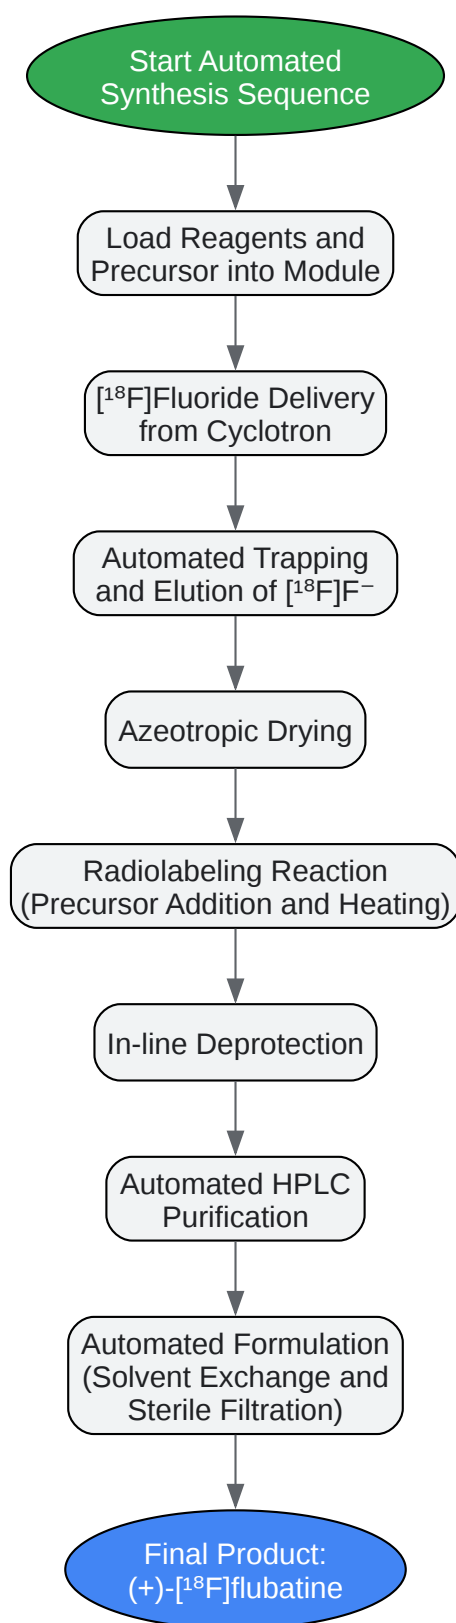 Start Automated
Synthesis Sequence
Load Reagents and
Precursor into Module
[¹⁸F]Fluoride Delivery
from Cyclotron
Automated Trapping
and Elution of [¹⁸F]F⁻
Azeotropic Drying
Radiolabeling Reaction
(Precursor Addition and Heating)
In-line Deprotection
Automated HPLC
Purification
Automated Formulation
(Solvent Exchange and
Sterile Filtration)
Final Product:
(+)-[¹⁸F]flubatine